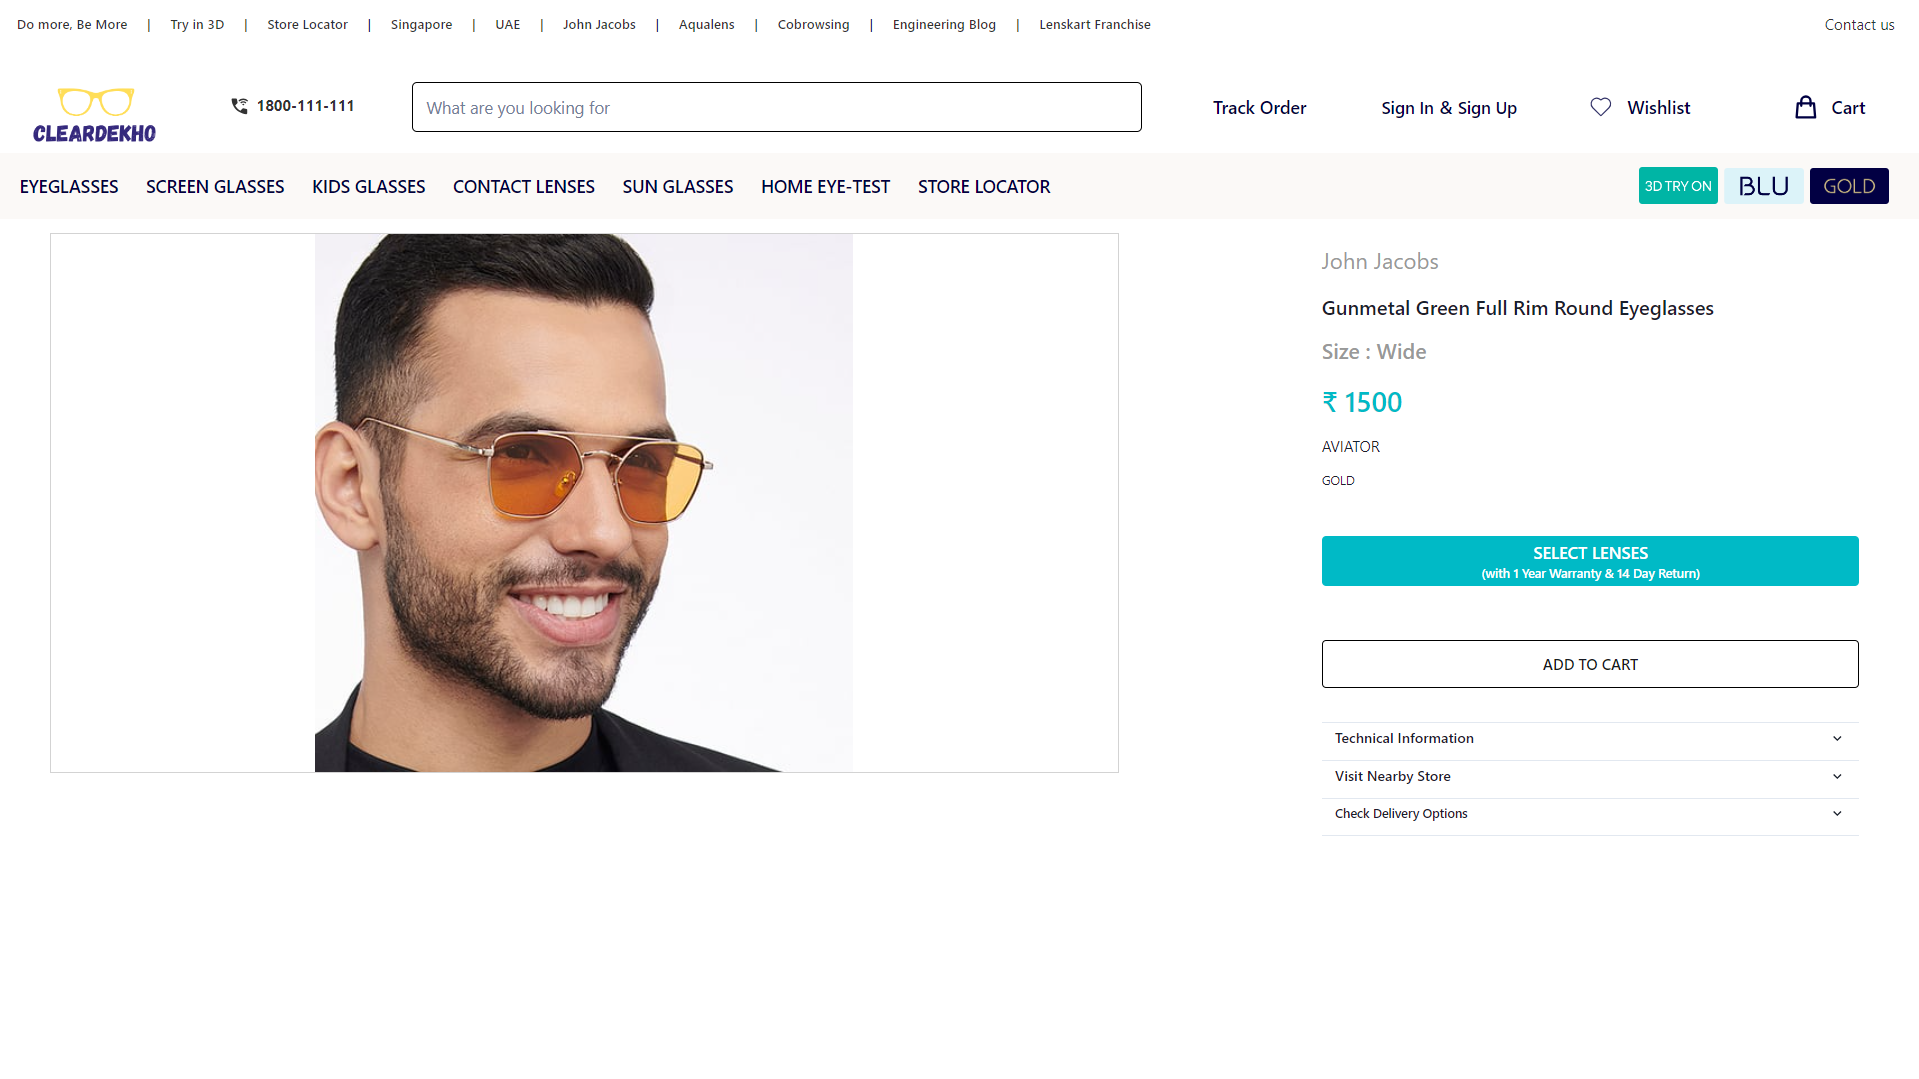 Do more, Be More | Try in 3D | Store Locator | Singapore | UAE | John Jacobs | Aqualens | Cobrowsing | Engineering Blog | Lenskart Franchise Contact us
CLEARDEKHO 1800-111-111 What are you looking for Track Order Sign In & Sign Up Wishlist Cart
EYEGLASSES SCREEN GLASSES KIDS GLASSES CONTACT LENSES SUN GLASSES HOME EYE-TEST STORE LOCATOR 3D TRY ON BLU GOLD
John Jacobs
Gunmetal Green Full Rim Round Eyeglasses
Size : Wide
₹ 1500
AVIATOR
GOLD
SELECT LENSES
(with 1 Year Warranty & 14 Day Return)
ADD TO CART
Technical Information
Visit Nearby Store
Check Delivery Options